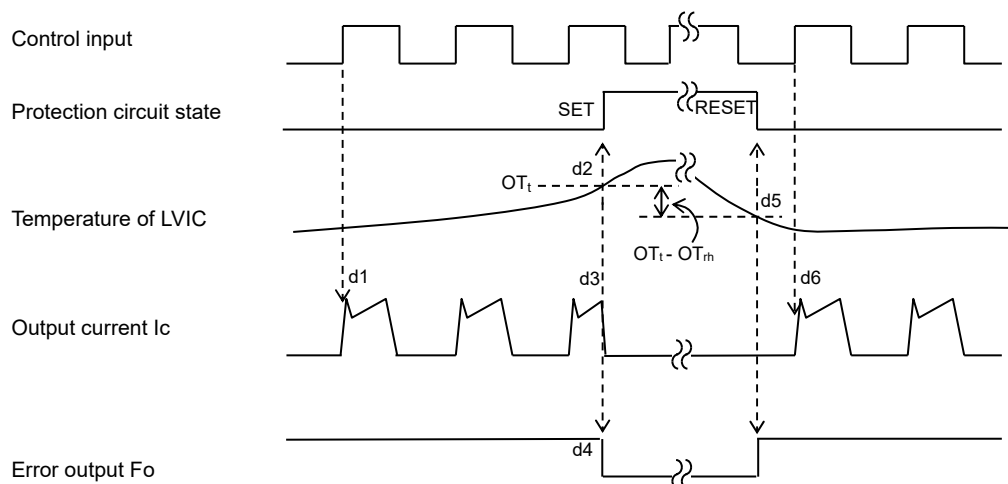 Control input
Protection circuit state
SET
RESET
d2
OTt
d5
Temperature of LVIC
OTt - OTrh
d1
d3
d6
Output current Ic
d4
Error output Fo